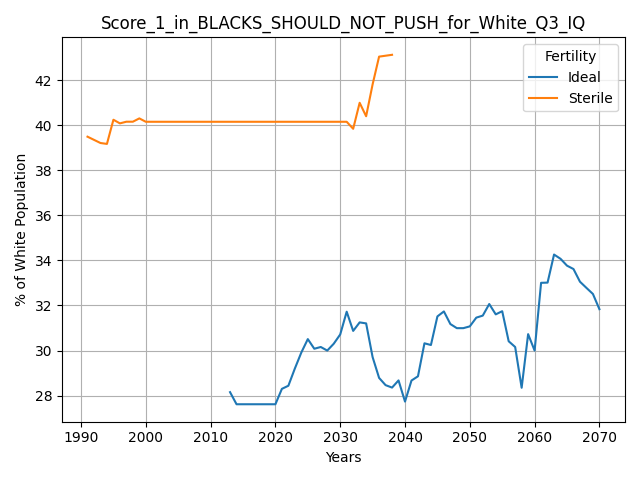 Score_1_in_BLACKS_SHOULD_NOT_PUSH_for_White_Q3_IQ
Fertility
Ideal
Sterile
42
40
38
36
34
32
30
28
% of White Population
1990 2000 2010 2020 2030 2040 2050 2060 2070
Years